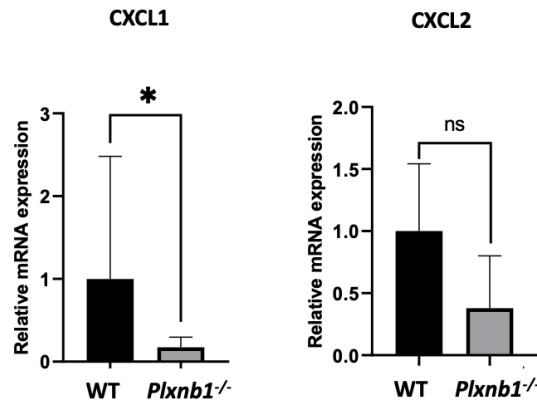 CXCL1
Relative mRNA expression
3
2
1
0
*
WT
Plxnb1-/-
CXCL2
Relative mRNA expression
2.0
1.5
1.0
0.5
0.0
ns
WT
Plxnb1-/-